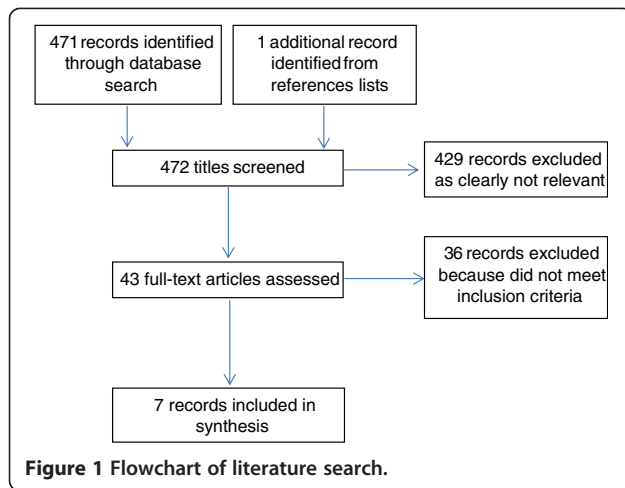 471 records identified
through database
search
1 additional record
identified from
references lists
472 titles screened
429 records excluded
as clearly not relevant
43 full-text articles assessed
36 records excluded
because did not meet
inclusion criteria
7 records included in
synthesis
Figure 1 Flowchart of literature search.